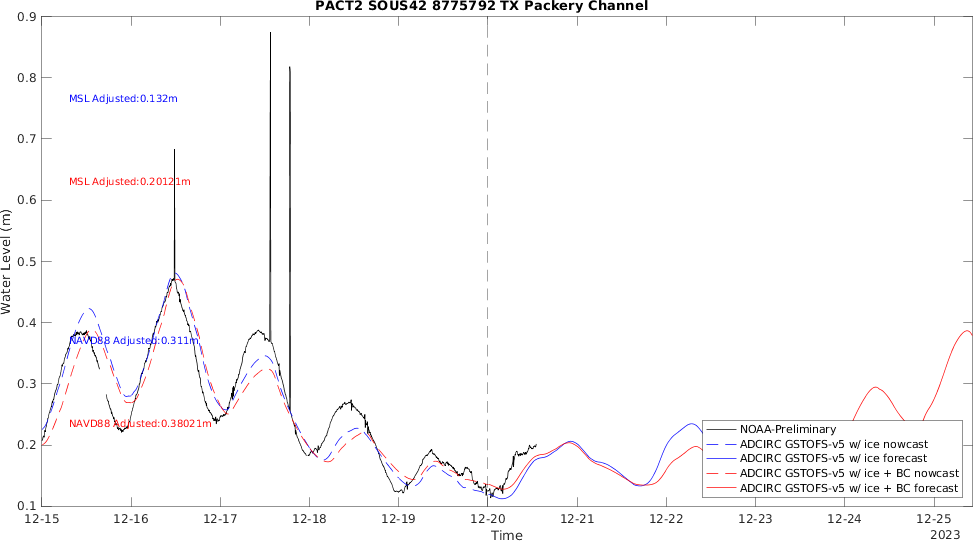 PACT2 SOUS42 8775792 TX Packery Channel
0.9
0.8
0.7
0.6
0.5
0.4
0.3
0.2
0.1
Water Level (m)
MSL Adjusted:0.132m
MSL Adjusted:0.20121m
NAVD88 Adjusted:0.311m
NAVD88 Adjusted:0.38021m
NOAA-Preliminary
ADCIRC GSTOFS-v5 w/ ice nowcast
ADCIRC GSTOFS-v5 w/ ice forecast
ADCIRC GSTOFS-v5 w/ ice + BC nowcast
ADCIRC GSTOFS-v5 w/ ice + BC forecast
12-15 12-16 12-17 12-18 12-19 12-20 12-21 12-22 12-23 12-24 12-25
2023
Time